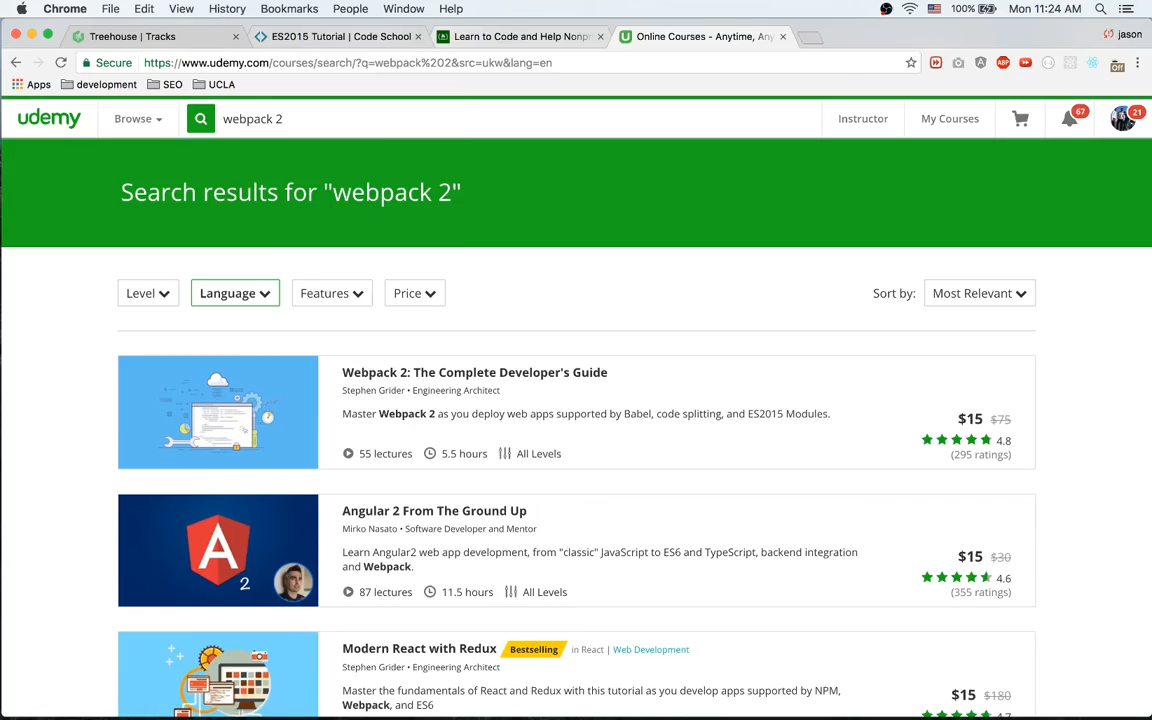 Chrome File Edit View History Bookmarks People Window Help 100% Mon 11:24 AM
Treehouse | Tracks ES2015 Tutorial | Code School Learn to Code and Help Nonpr Online Courses - Anytime, Any jason
Secure https://www.udemy.com/courses/search/?q=webpack%202&src=ukw&lang=en ABP Off
Apps development SEO UCLA
udemy Browse webpack 2 Instructor My Courses 67 21
Search results for "webpack 2"
Level Language Features Price Sort by: Most Relevant
Webpack 2: The Complete Developer's Guide
Stephen Grider • Engineering Architect
Master Webpack 2 as you deploy web apps supported by Babel, code splitting, and ES2015 Modules.
$15 $75
4.8
(295 ratings)
55 lectures 5.5 hours All Levels
Angular 2 From The Ground Up
Mirko Nasato • Software Developer and Mentor
Learn Angular2 web app development, from "classic" JavaScript to ES6 and TypeScript, backend integration
and Webpack.
$15 $30
4.6
(355 ratings)
87 lectures 11.5 hours All Levels
A
2
Modern React with Redux Bestselling in React | Web Development
Stephen Grider • Engineering Architect
Master the fundamentals of React and Redux with this tutorial as you develop apps supported by NPM,
Webpack, and ES6
$15 $180
4.7